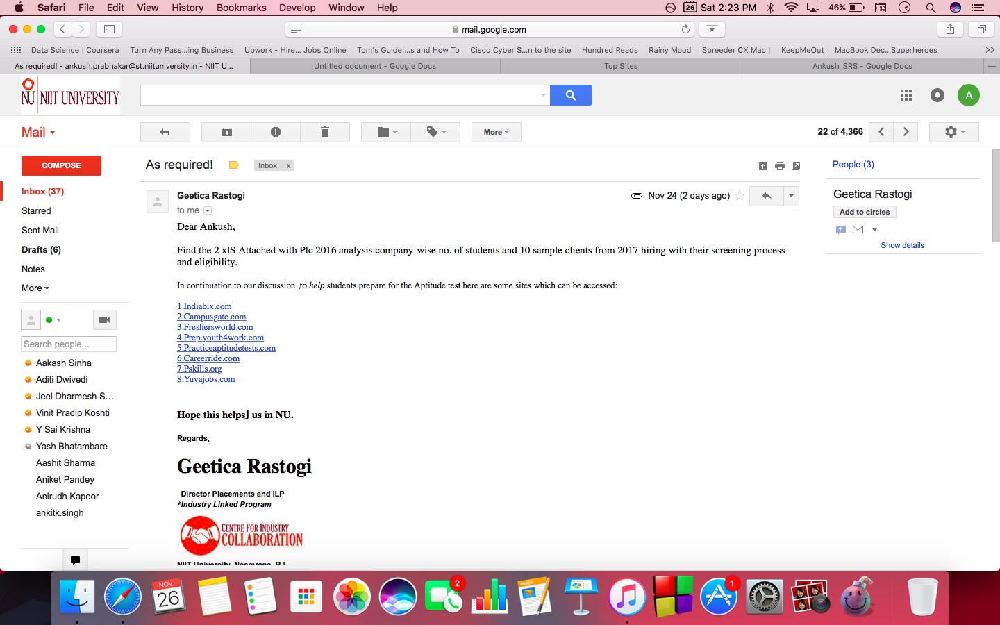 Safari File Edit View History Bookmarks Develop Window Help 26 Sat 2:23 PM 46%
mail.google.com
Data Science | Coursera Turn Any Pass...ing Business Upwork - Hire... Jobs Online Tom's Guide:...s and How To Cisco Cyber S...n to the site Hundred Reads Rainy Mood Spreeder CX Mac | KeepMeOut MacBook Dec...Superheroes
As required! - ankush.prabhakar@st.niituniversity.in - NIIT U... Untitled document - Google Docs Top Sites Ankush_SRS - Google Docs
NU NIIT UNIVERSITY
A
Mail
More
22 of 4,366
COMPOSE
Inbox (37)
Starred
Sent Mail
Drafts (6)
Notes
More
Search people...
Aakash Sinha
Aditi Dwivedi
Jeel Dharmesh S...
Vinit Pradip Koshti
Y Sai Krishna
Yash Bhatambare
Aashit Sharma
Aniket Pandey
Anirudh Kapoor
ankitk.singh
As required! Inbox x
Geetica Rastogi Nov 24 (2 days ago)
to me
Dear Ankush,
Find the 2 xlS Attached with Plc 2016 analysis company-wise no. of students and 10 sample clients from 2017 hiring with their screening process
and eligibility.
In continuation to our discussion ,to help students prepare for the Aptitude test here are some sites which can be accessed:
1.Indiabix.com
2.Campusgate.com
3.Freshersworld.com
4.Prep.youth4work.com
5.Practiceaptitudetests.com
6.Careerride.com
7.Pskills.org
8.Yuvajobs.com
Hope this helpsJ us in NU.
Regards,
Geetica Rastogi
Director Placements and ILP
*Industry Linked Program
CENTRE FOR INDUSTRY
COLLABORATION
NIIT University, Neemrana, RJ
People (3)
Geetica Rastogi
Add to circles
Show details
NOV
26
2
PAGES
1